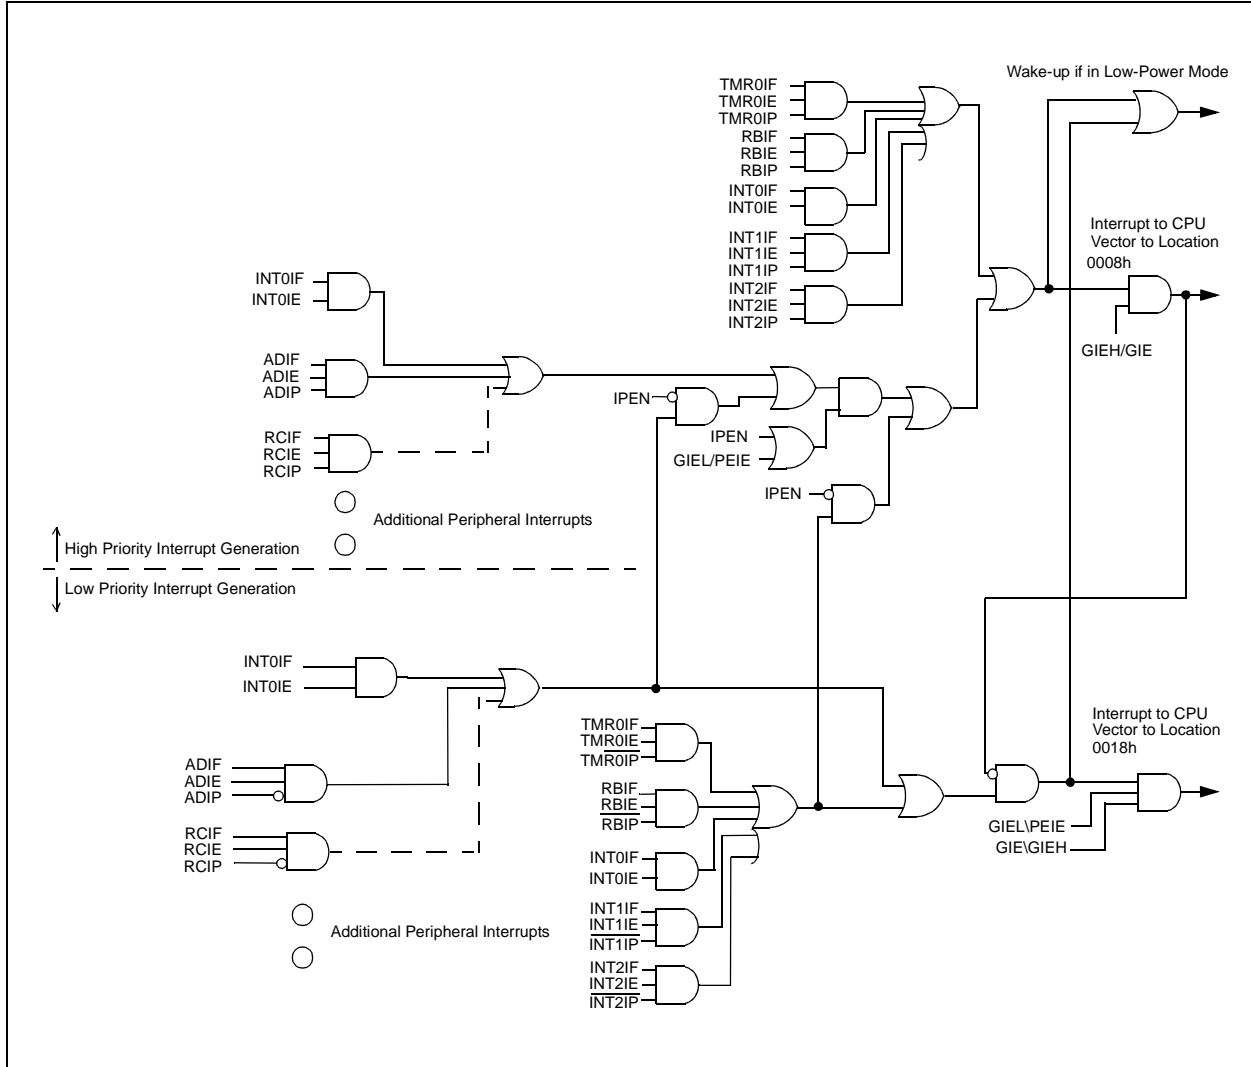 Wake-up if in Low-Power Mode
TMR0IF
TMR0IE
TMR0IP
RBIF
RBIE
RBIP
INT0IF
INT0IE
INT1IF
INT1IE
INT1IP
INT2IF
INT2IE
INT2IP
Interrupt to CPU
Vector to Location
0008h
GIEH/GIE
INT0IF
INT0IE
ADIF
ADIE
ADIP
RCIF
RCIE
RCIP
IPEN
IPEN
GIEL/PEIE
IPEN
Additional Peripheral Interrupts
High Priority Interrupt Generation
Low Priority Interrupt Generation
INT0IF
INT0IE
ADIF
ADIE
ADIP
RCIF
RCIE
RCIP
Additional Peripheral Interrupts
TMR0IF
TMR0IE
TMR0IP
RBIF
RBIE
RBIP
INT0IF
INT0IE
INT1IF
INT1IE
INT1IP
INT2IF
INT2IE
INT2IP
Interrupt to CPU
Vector to Location
0018h
GIEL\PEIE
GIE\GIEH